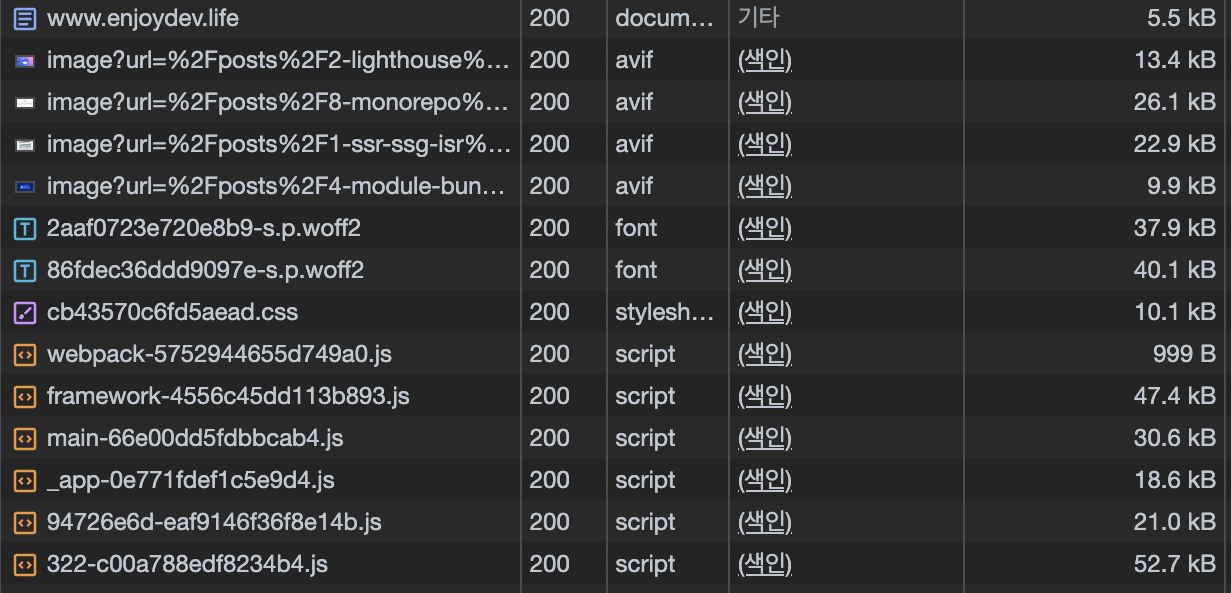 www.enjoydev.life 200 docum... 기타 5.5 kB
image?url=%2Fposts%2F2-lighthouse%... 200 avif (색인) 13.4 kB
image?url=%2Fposts%2F8-monorepo%... 200 avif (색인) 26.1 kB
image?url=%2Fposts%2F1-ssr-ssg-isr%... 200 avif (색인) 22.9 kB
image?url=%2Fposts%2F4-module-bun... 200 avif (색인) 9.9 kB
2aaf0723e720e8b9-s.p.woff2 200 font (색인) 37.9 kB
86fdec36ddd9097e-s.p.woff2 200 font (색인) 40.1 kB
cb43570c6fd5aead.css 200 stylesh... (색인) 10.1 kB
webpack-5752944655d749a0.js 200 script (색인) 999 B
framework-4556c45dd113b893.js 200 script (색인) 47.4 kB
main-66e00dd5fdbbcab4.js 200 script (색인) 30.6 kB
_app-0e771fdef1c5e9d4.js 200 script (색인) 18.6 kB
94726e6d-eaf9146f36f8e14b.js 200 script (색인) 21.0 kB
322-c00a788edf8234b4.js 200 script (색인) 52.7 kB